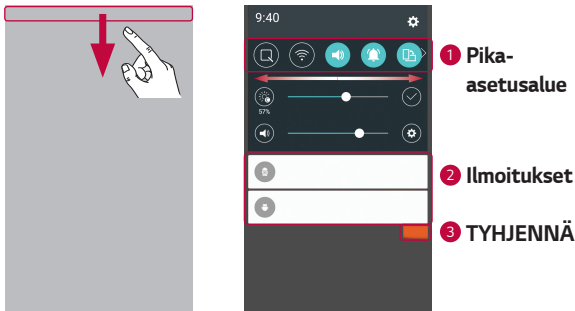 9:40
1 Pika-
asetusalue
57%
2 Ilmoitukset
3 TYHJENNÄ